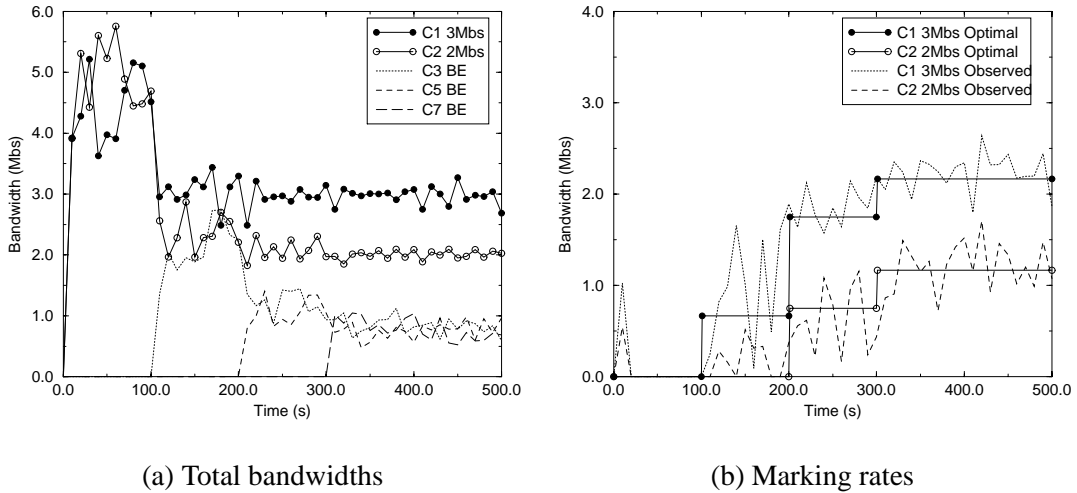 6.0
5.0
4.0
3.0
2.0
1.0
0.0
0.0
100.0
200.0
300.0
400.0
500.0
Time (s)
Bandwidth (Mbs)
C1 3Mbs
C2 2Mbs
C3 BE
C5 BE
C7 BE
(a) Total bandwidths
4.0
3.0
2.0
1.0
0.0
0.0
100.0
200.0
300.0
400.0
500.0
Time (s)
Bandwidth (Mbs)
C1 3Mbs Optimal
C2 2Mbs Optimal
C1 3Mbs Observed
C2 2Mbs Observed
(b) Marking rates